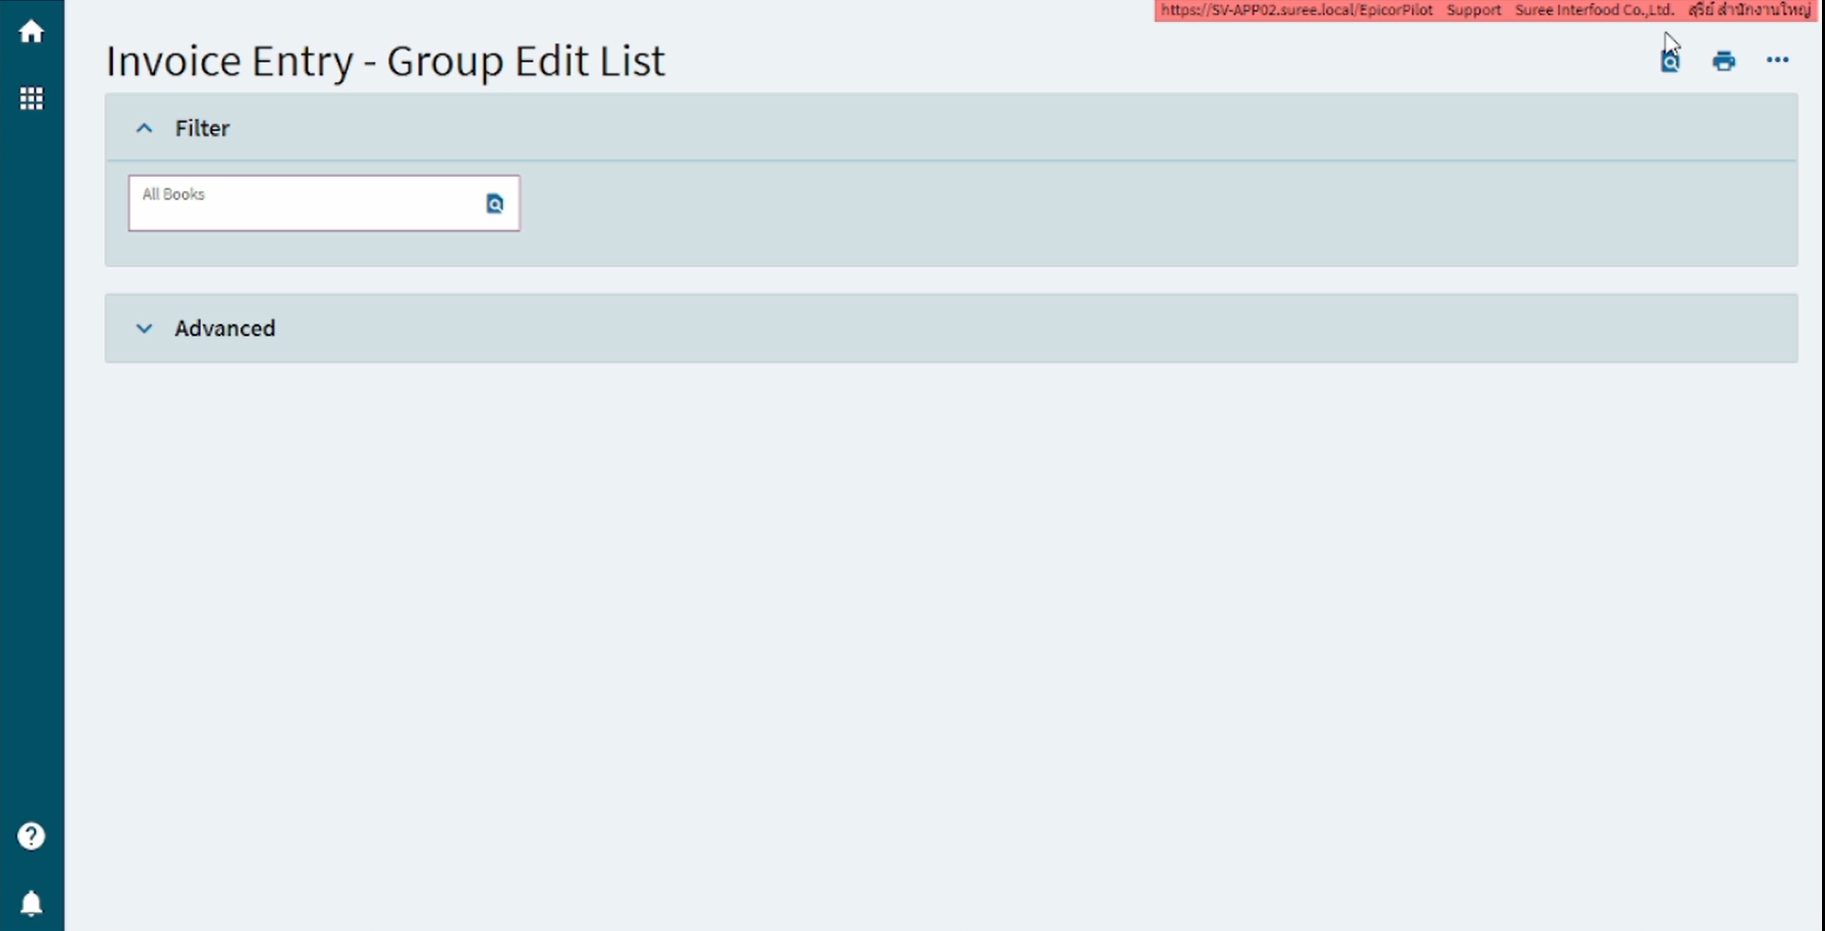 https://SV-APP02.suree.local/EpicorPilot Support Suree Interfood Co.,Ltd. สุรีย์ สำนักงานใหญ่
Invoice Entry - Group Edit List
Filter
All Books
Advanced